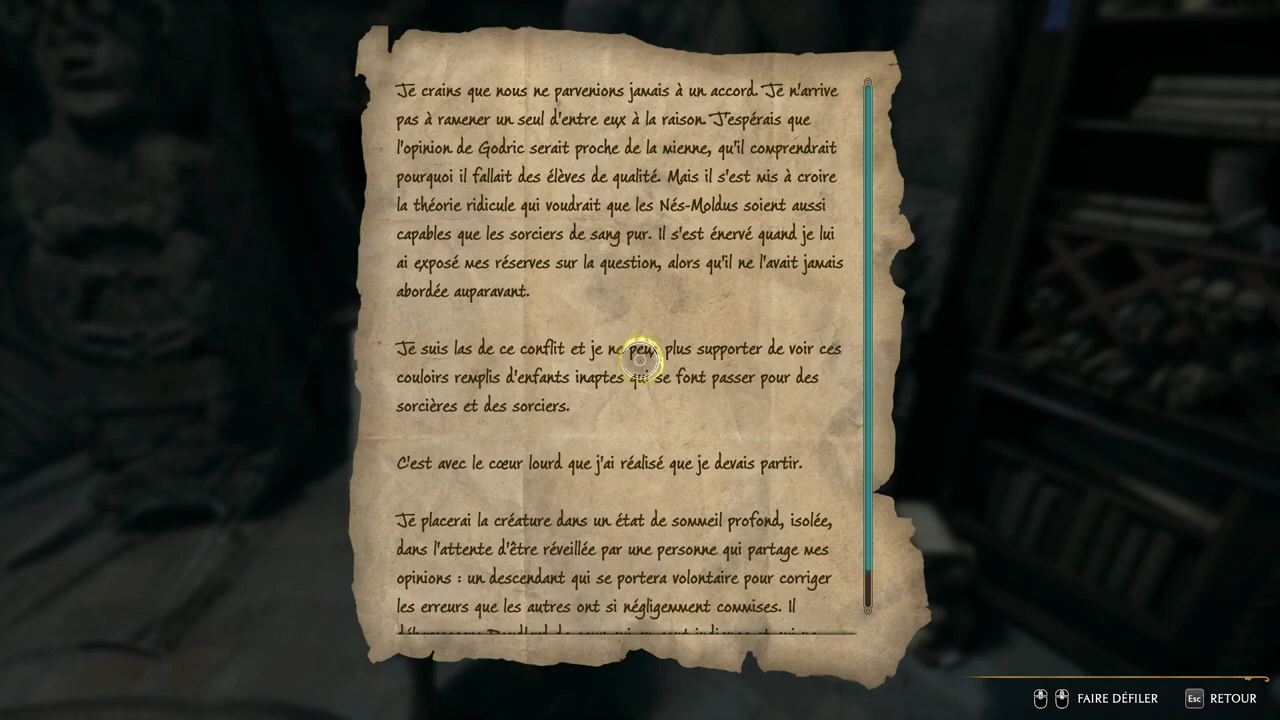 Je crains que nous ne parvenions jamais à un accord. Je n'arrive
pas à ramener un seul d'entre eux à la raison. J'espérais que
l'opinion de Godric serait proche de la mienne, qu'il comprendrait
pourquoi il fallait des élèves de qualité. Mais il s'est mis à croire
la théorie ridicule qui voudrait que les Nés-Moldus soient aussi
capables que les sorciers de sang pur. Il s'est énervé quand je lui
ai exposé mes réserves sur la question, alors qu'il ne l'avait jamais
abordée auparavant.
Je suis las de ce conflit et je ne peux plus supporter de voir ces
couloirs remplis d'enfants inaptes qui se font passer pour des
sorcières et des sorciers.
C'est avec le cœur lourd que j'ai réalisé que je devais partir.
Je placerai la créature dans un état de sommeil profond, isolée,
dans l'attente d'être réveillée par une personne qui partage mes
opinions : un descendant qui se portera volontaire pour corriger
les erreurs que les autres ont si négligemment commises. Il
FAIRE DÉFILER
Esc RETOUR